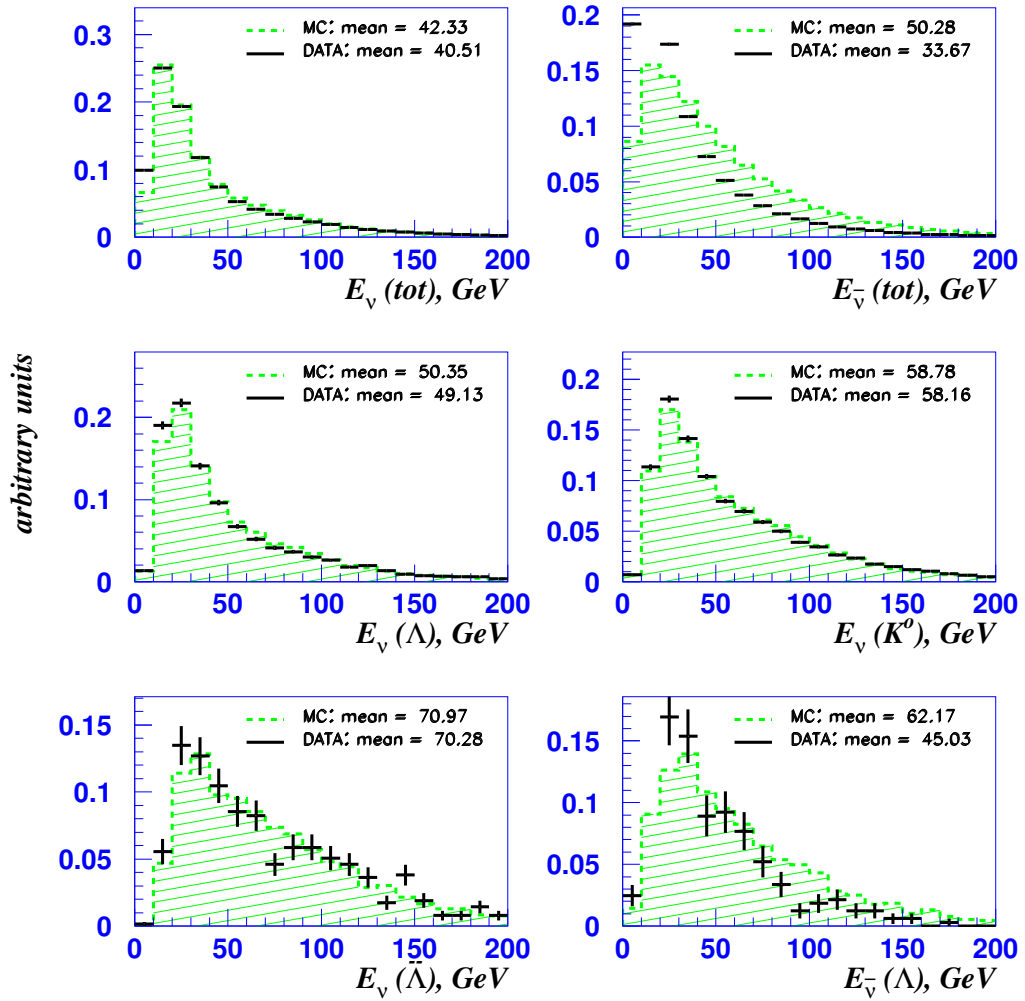 MC: mean = 42.33
DATA: mean = 40.51
0.3
0.2
0.1
0
0 50 100 150 200
E_ν (tot), GeV
MC: mean = 50.28
DATA: mean = 33.67
0.2
0.15
0.1
0.05
0
0 50 100 150 200
E_ν̄ (tot), GeV
arbitrary units
MC: mean = 50.35
DATA: mean = 49.13
0.2
0.1
0
0 50 100 150 200
E_ν (Λ), GeV
MC: mean = 58.78
DATA: mean = 58.16
0.2
0.15
0.1
0.05
0
0 50 100 150 200
E_ν (K⁰), GeV
MC: mean = 70.97
DATA: mean = 70.28
0.15
0.1
0.05
0
0 50 100 150 200
E_ν (Λ̄), GeV
MC: mean = 62.17
DATA: mean = 45.03
0.15
0.1
0.05
0
0 50 100 150 200
E_ν̄ (Λ), GeV